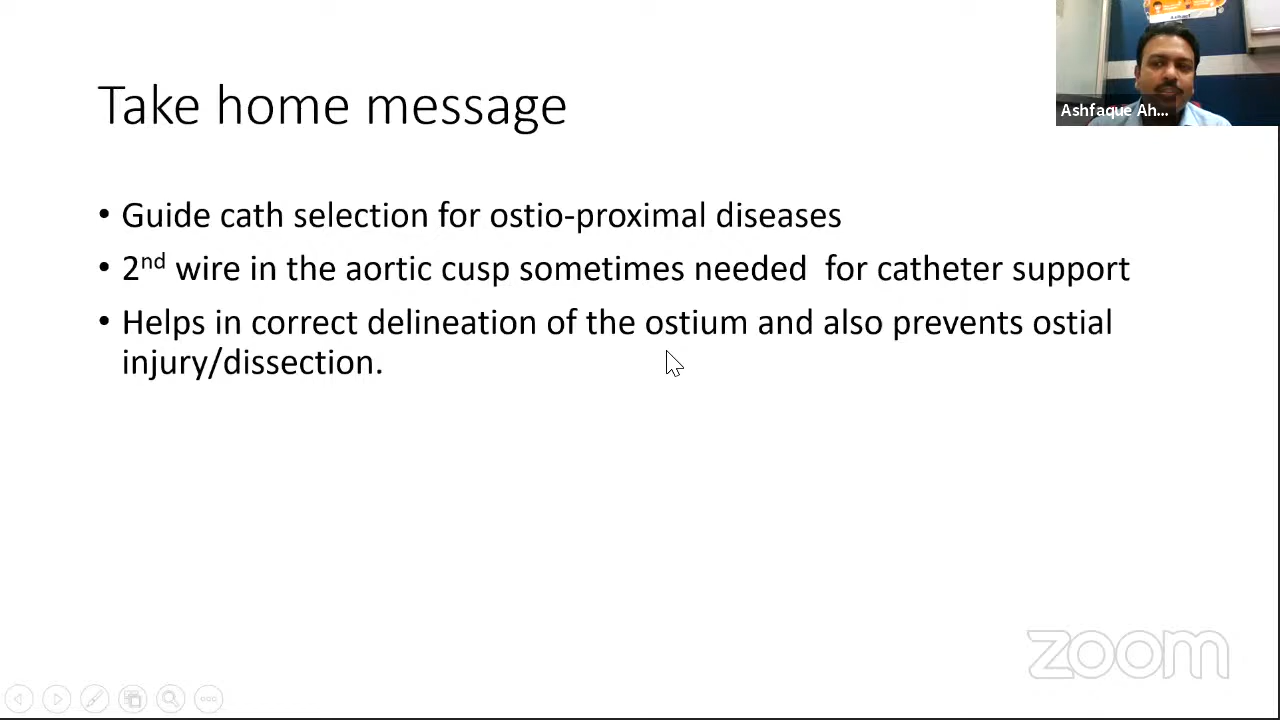 Take home message
Ashfaque Ah...
• Guide cath selection for ostio-proximal diseases
• 2nd wire in the aortic cusp sometimes needed  for catheter support
• Helps in correct delineation of the ostium and also prevents ostial
injury/dissection.
zoom